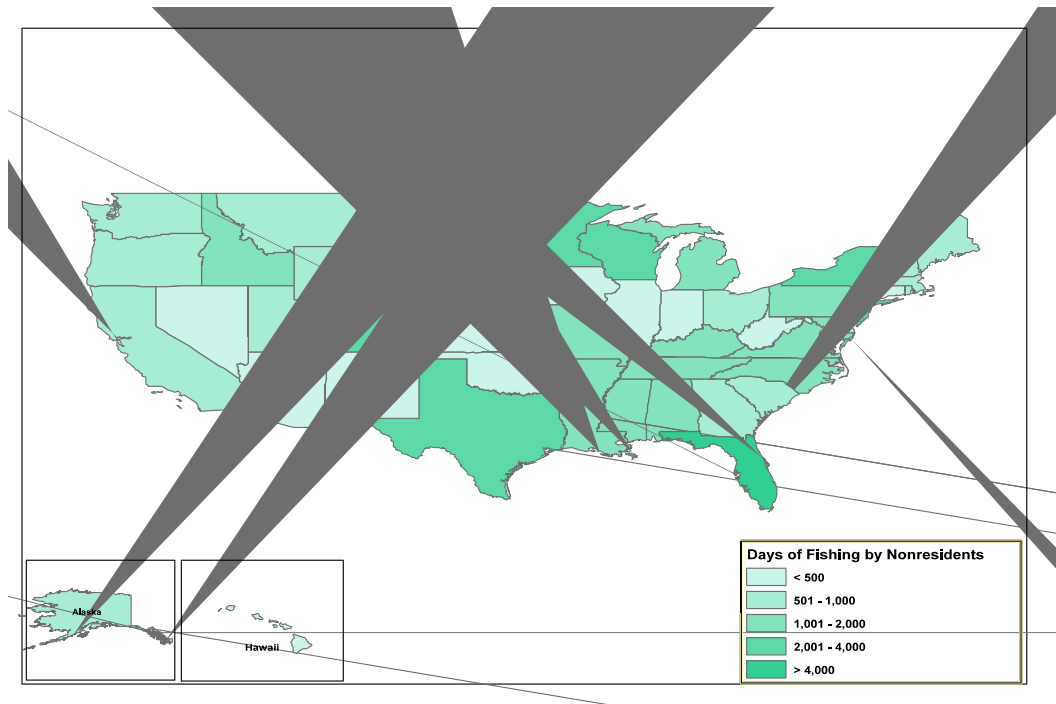 Days of Fishing by Nonresidents
< 500
501 - 1,000
1,001 - 2,000
2,001 - 4,000
> 4,000
Alaska
Hawaii